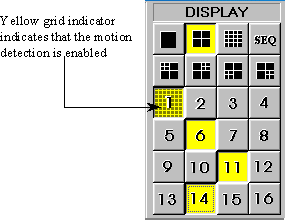 Yellow grid indicator
indicates that the motion
detection is enabled
DISPLAY
SEQ
1 2 3 4
5 6 7 8
9 10 11 12
13 14 15 16